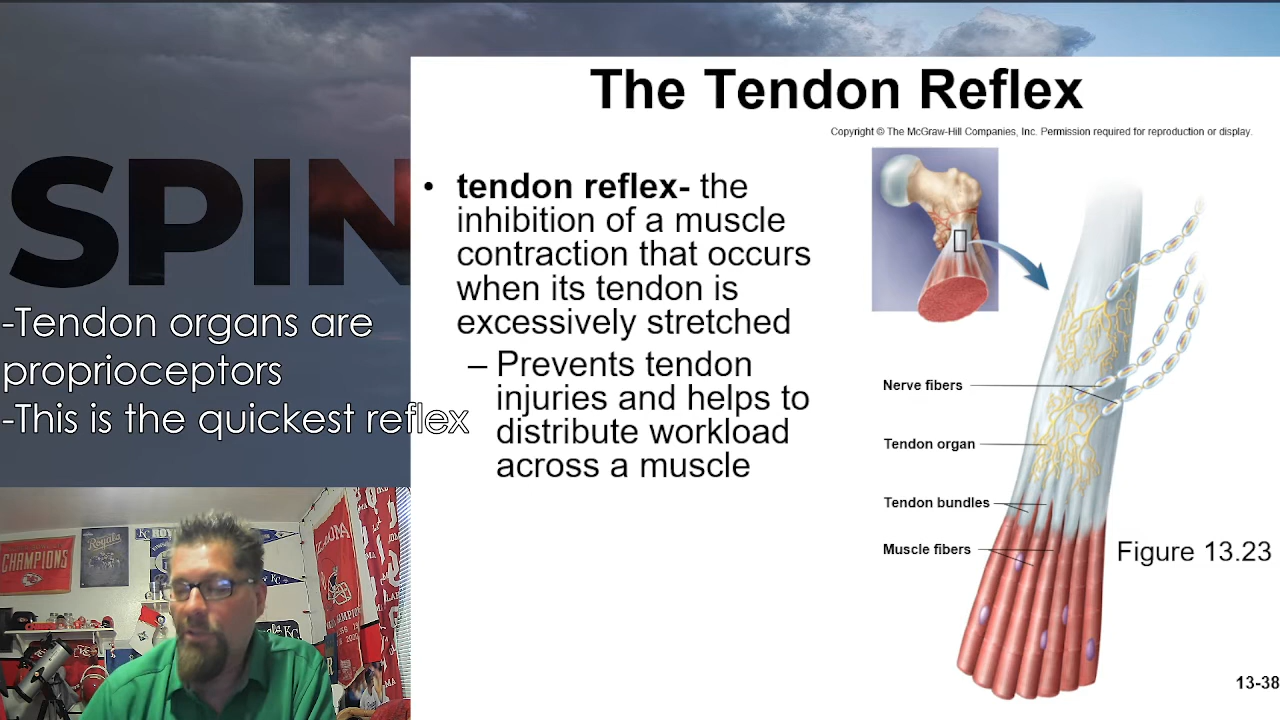 The Tendon Reflex
Copyright © The McGraw-Hill Companies, Inc. Permission required for reproduction or display.
SPIN
-Tendon organs are
proprioceptors
-This is the quickest reflex
• tendon reflex- the
inhibition of a muscle
contraction that occurs
when its tendon is
excessively stretched
– Prevents tendon
injuries and helps to
distribute workload
across a muscle
Nerve fibers
Tendon organ
Tendon bundles
Muscle fibers
Figure 13.23
13-38
CHAMPIONS
Royals
KC